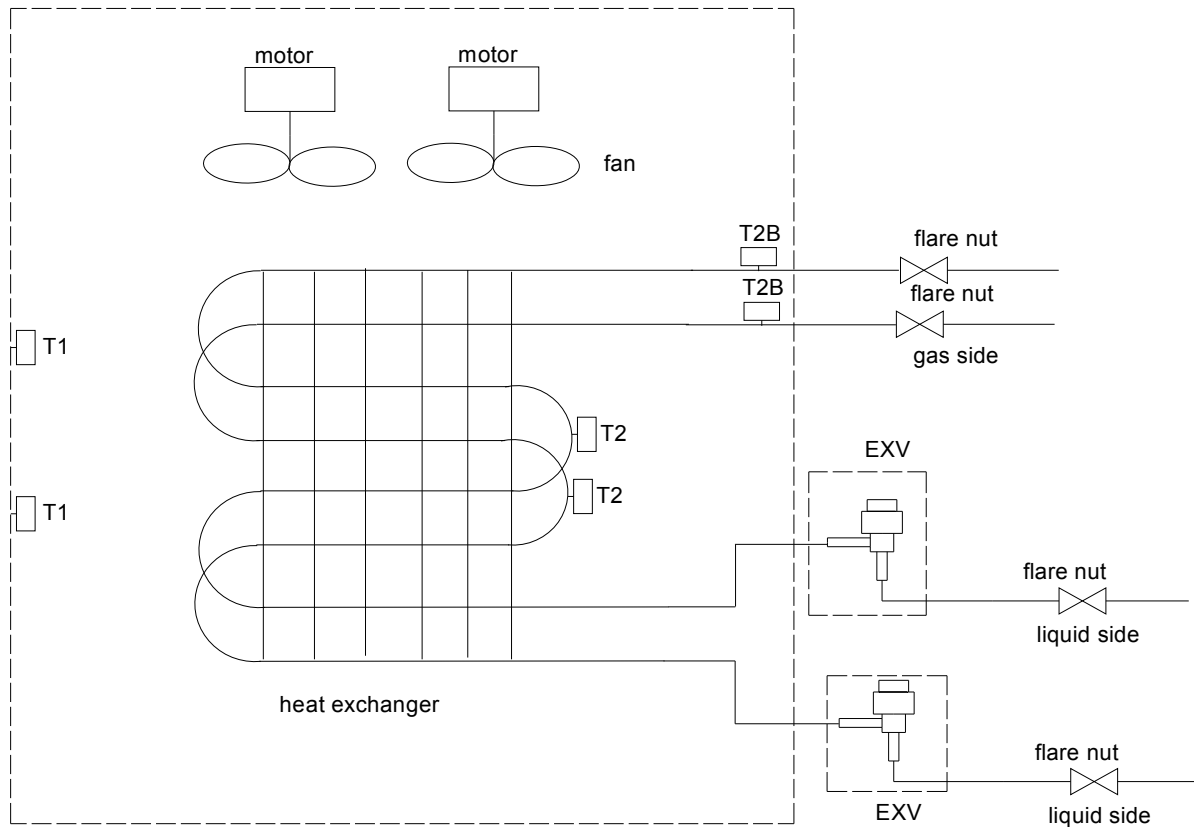 motor
motor
fan
T2B
flare nut
T2B
flare nut
gas side
T1
T2
EXV
T2
T1
flare nut
liquid side
heat exchanger
flare nut
EXV
liquid side